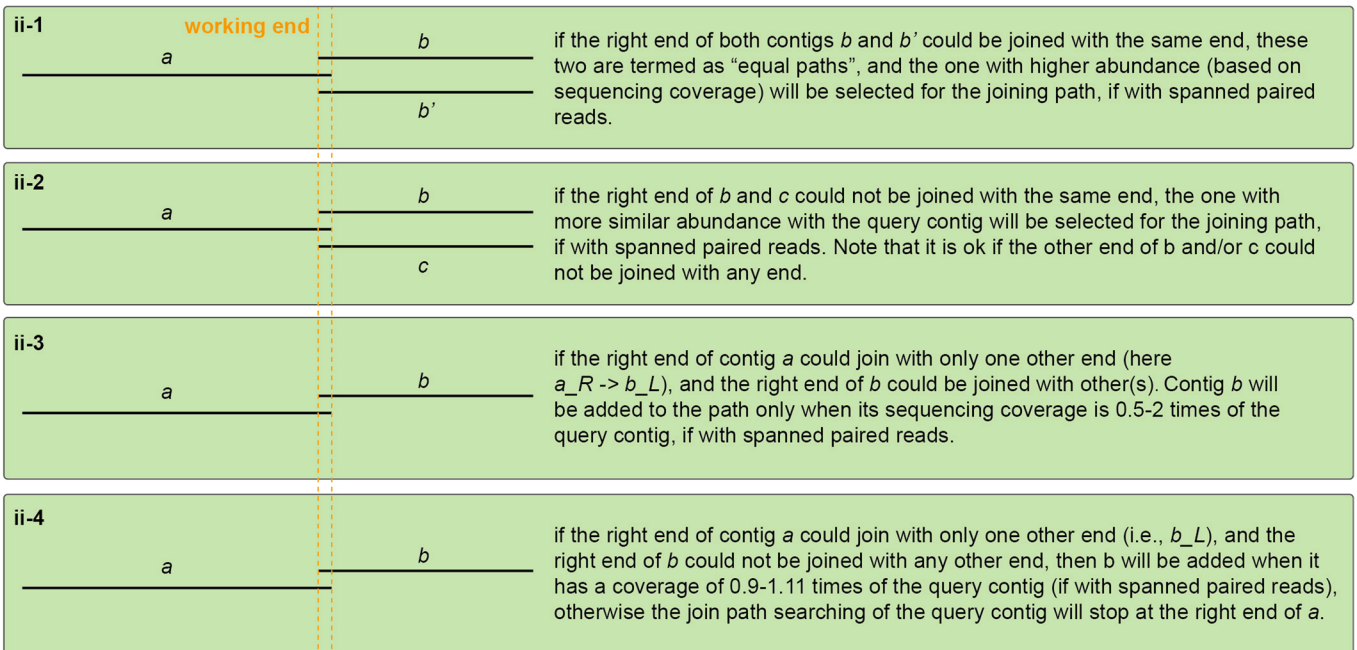 ii-1
working end
a
b
b’
if the right end of both contigs b and b’ could be joined with the same end, these
two are termed as “equal paths”, and the one with higher abundance (based on
sequencing coverage) will be selected for the joining path, if with spanned paired
reads.
ii-2
a
b
c
if the right end of b and c could not be joined with the same end, the one with
more similar abundance with the query contig will be selected for the joining path,
if with spanned paired reads. Note that it is ok if the other end of b and/or c could
not be joined with any end.
ii-3
a
b
if the right end of contig a could join with only one other end (here
a_R -> b_L), and the right end of b could be joined with other(s). Contig b will
be added to the path only when its sequencing coverage is 0.5-2 times of the
query contig, if with spanned paired reads.
ii-4
a
b
if the right end of contig a could join with only one other end (i.e., b_L), and the
right end of b could not be joined with any other end, then b will be added when it
has a coverage of 0.9-1.11 times of the query contig (if with spanned paired reads),
otherwise the join path searching of the query contig will stop at the right end of a.